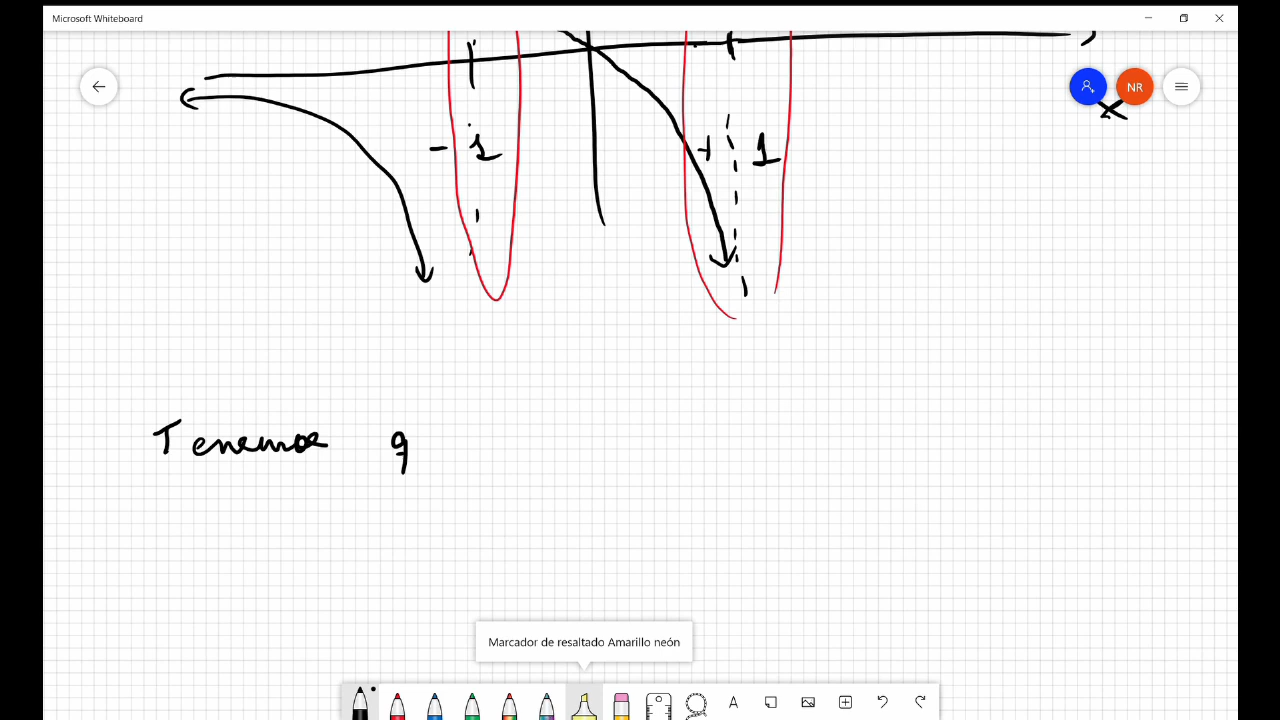 Microsoft Whiteboard
NR
x
- 1 + 1
Tenemos q
Marcador de resaltado Amarillo neón
A